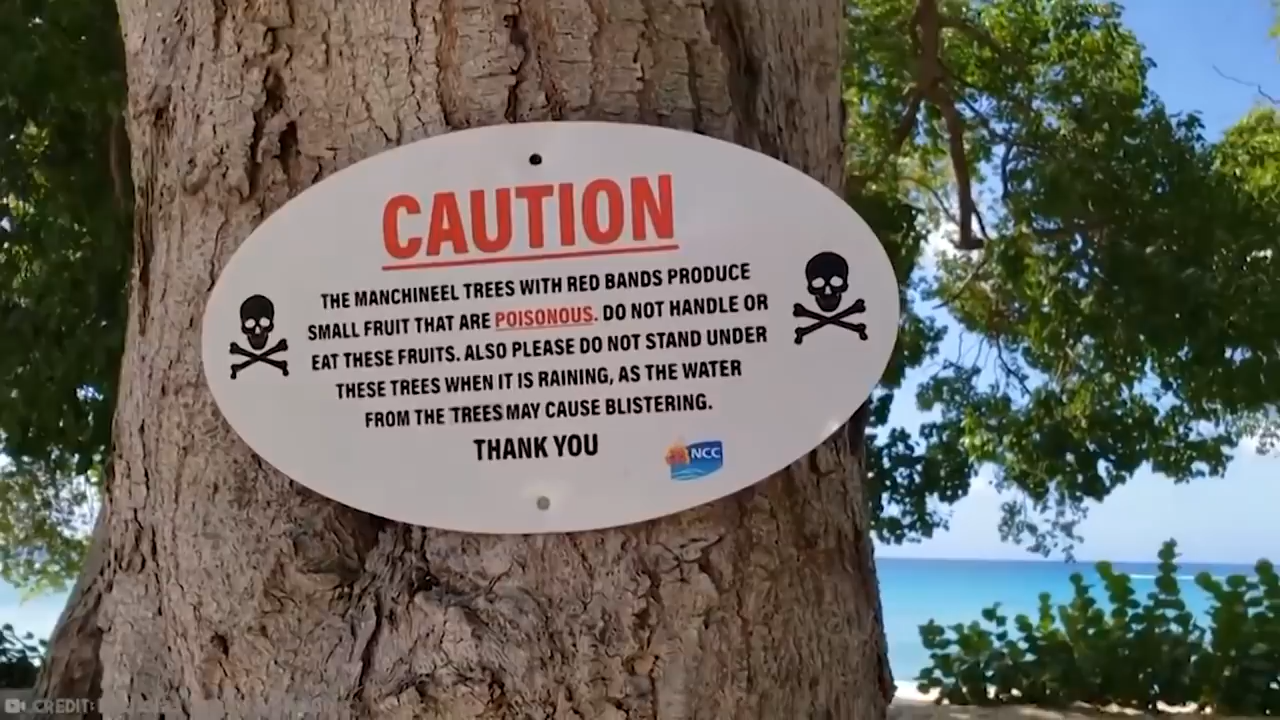 CAUTION
THE MANCHINEEL TREES WITH RED BANDS PRODUCE
SMALL FRUIT THAT ARE POISONOUS. DO NOT HANDLE OR
EAT THESE FRUITS. ALSO PLEASE DO NOT STAND UNDER
THESE TREES WHEN IT IS RAINING, AS THE WATER
FROM THE TREES MAY CAUSE BLISTERING.
THANK YOU
NCC
CREDIT: